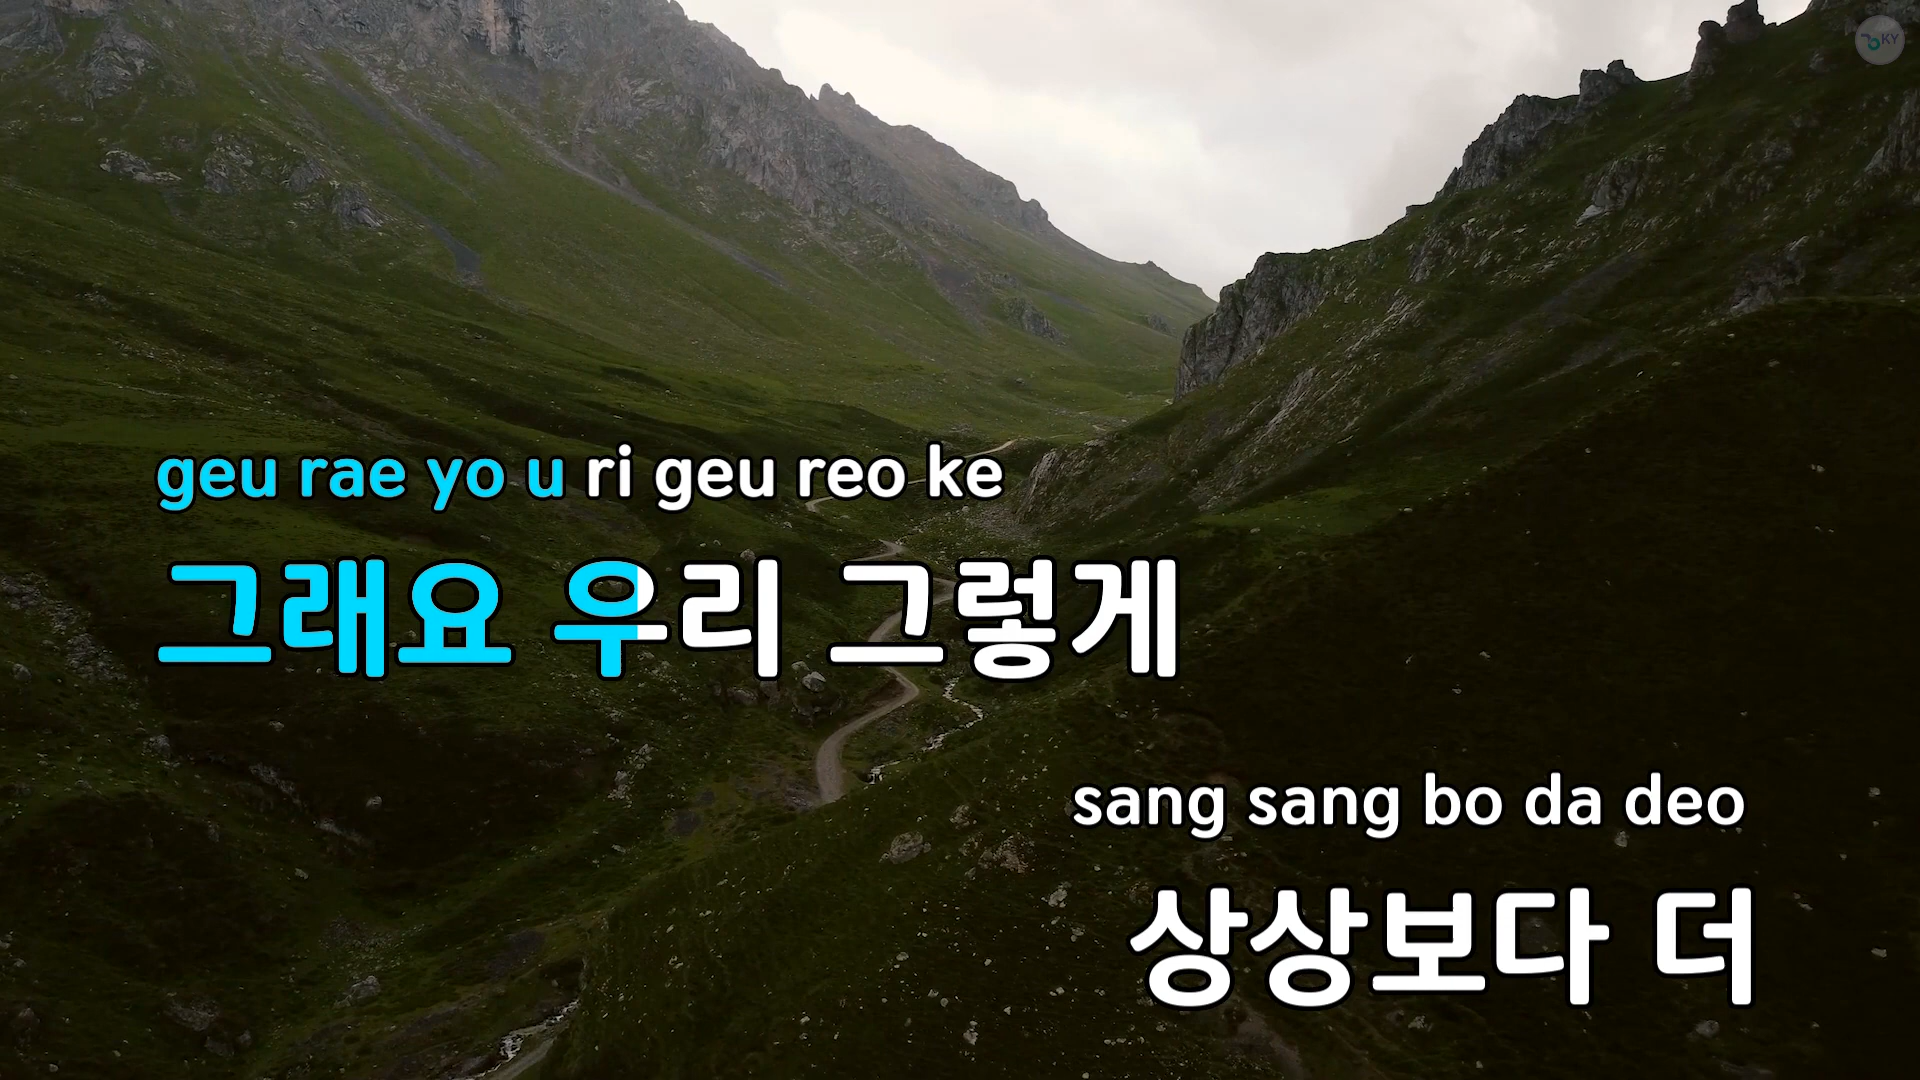 KY
geu rae yo u ri geu reo ke
그래요 우리 그렇게
sang sang bo da deo
상상보다 더